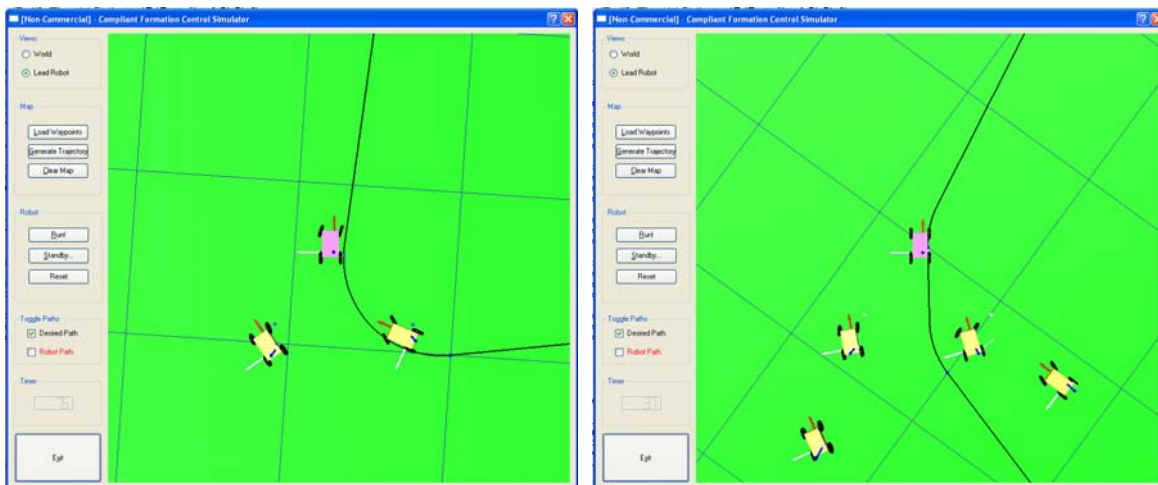 [Non-Commercial] - Compliant Formation Control Simulator
Views
World
Lead Robot
Map
Load Waypoints
Generate Trajectory
Clear Map
Robot
Run!
Standby...
Reset
Toggle Paths
Desired Path
Robot Path
Timer
Exit
[Non-Commercial] - Compliant Formation Control Simulator
Views
World
Lead Robot
Map
Load Waypoints
Generate Trajectory
Clear Map
Robot
Run!
Standby...
Reset
Toggle Paths
Desired Path
Robot Path
Timer
Exit